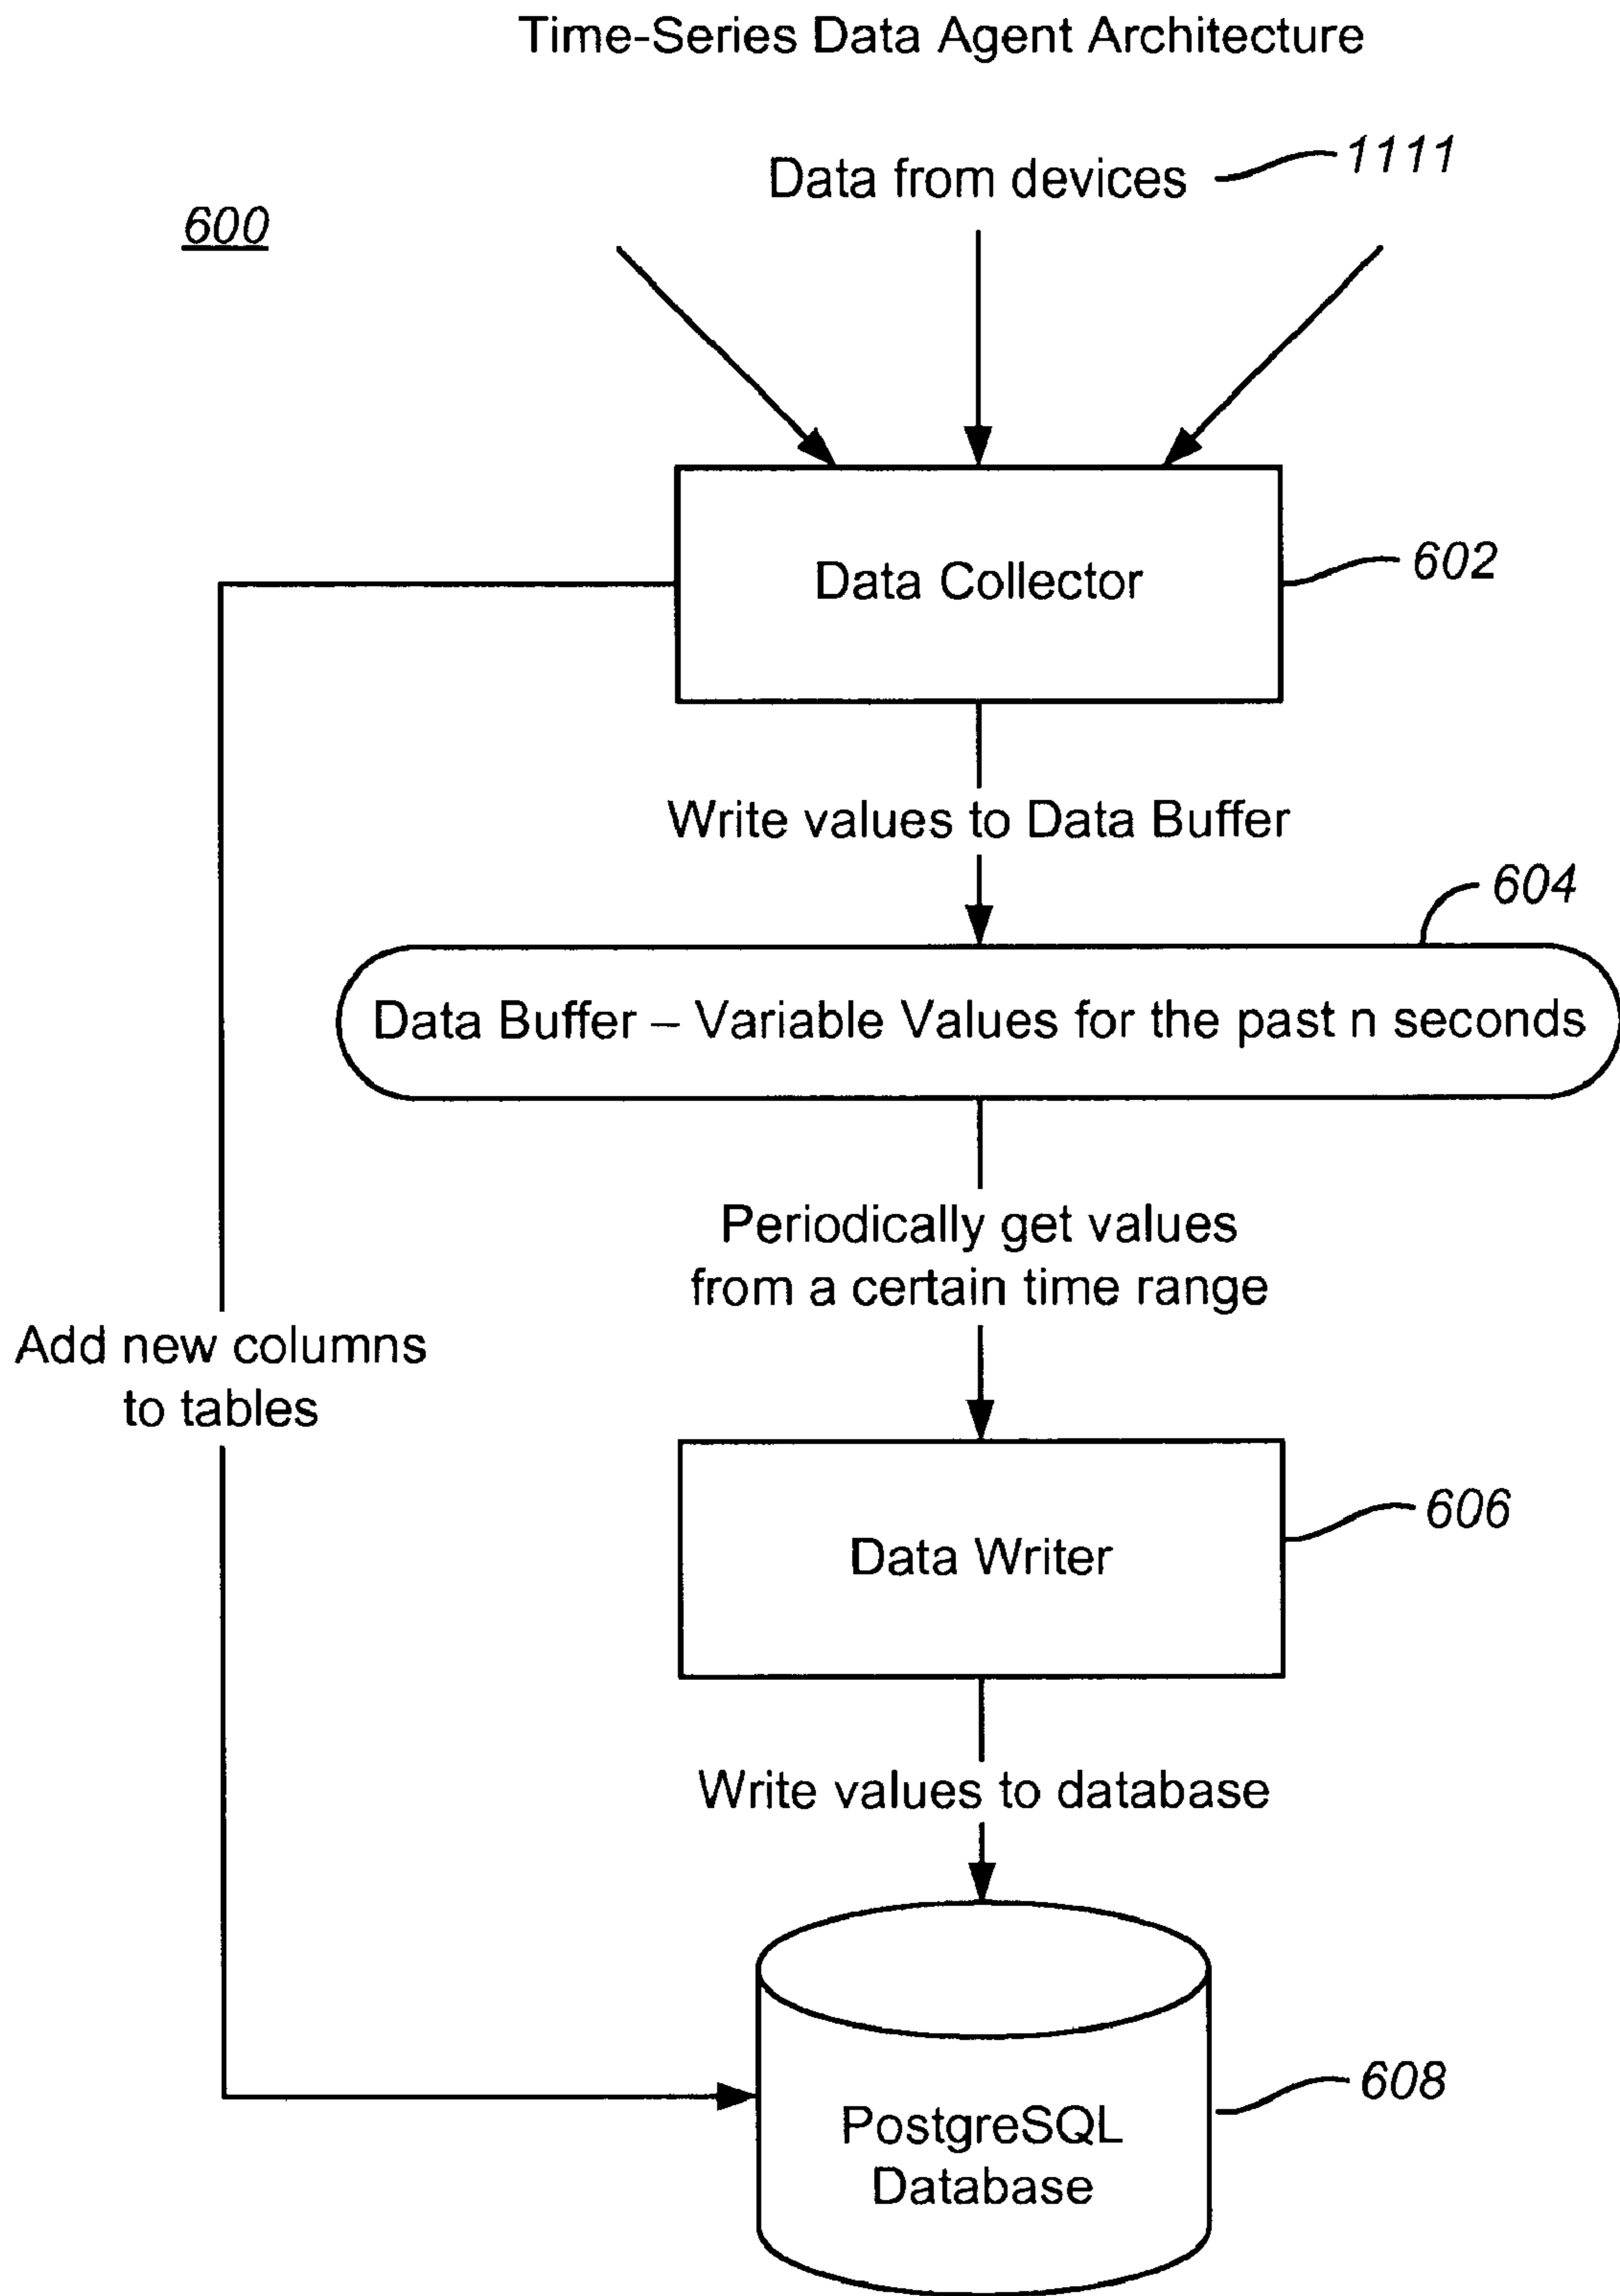 Time-Series Data Agent Architecture
Data from devices
1111
600
Data Collector
602
Write values to Data Buffer
604
Data Buffer – Variable Values for the past n seconds
Periodically get values
from a certain time range
Add new columns
to tables
606
Data Writer
Write values to database
608
PostgreSQL
Database